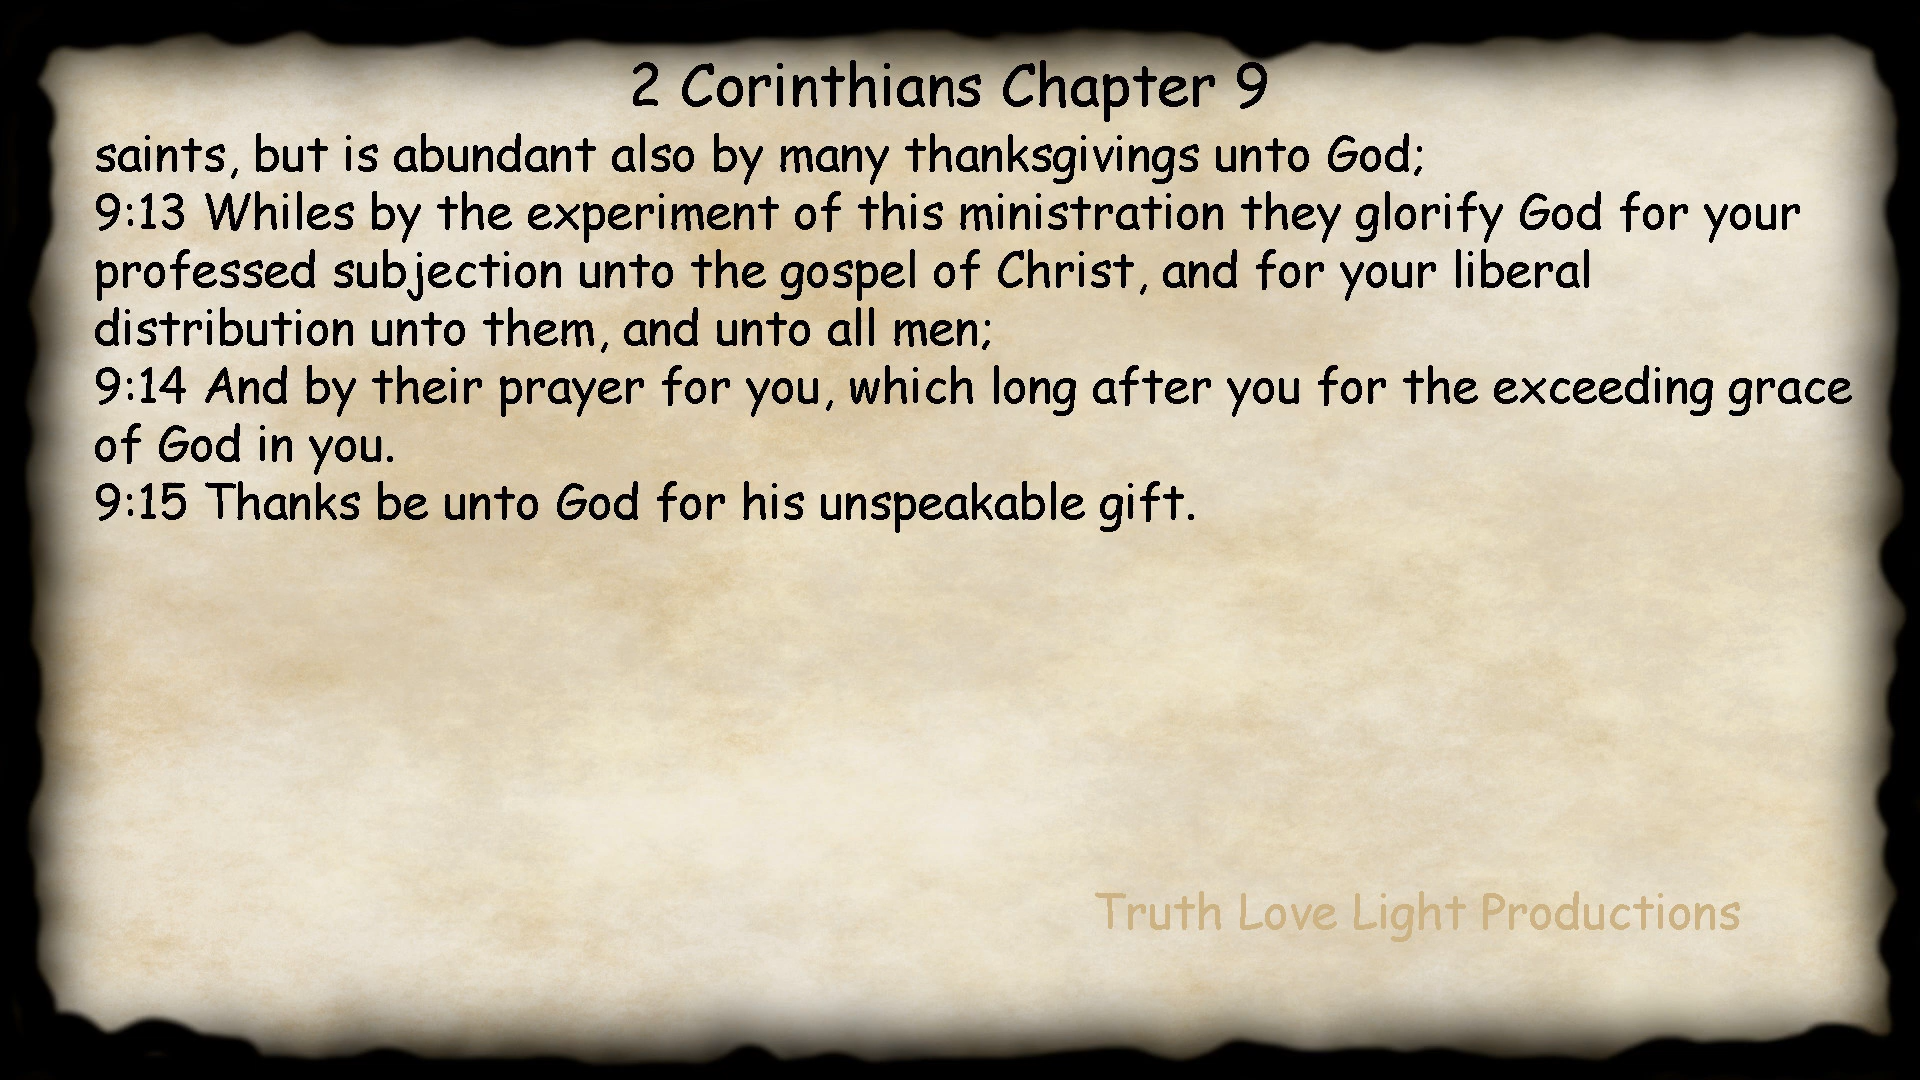 2 Corinthians Chapter 9
saints, but is abundant also by many thanksgivings unto God;
9:13 Whiles by the experiment of this ministration they glorify God for your
professed subjection unto the gospel of Christ, and for your liberal
distribution unto them, and unto all men;
9:14 And by their prayer for you, which long after you for the exceeding grace
of God in you.
9:15 Thanks be unto God for his unspeakable gift.
Truth Love Light Productions